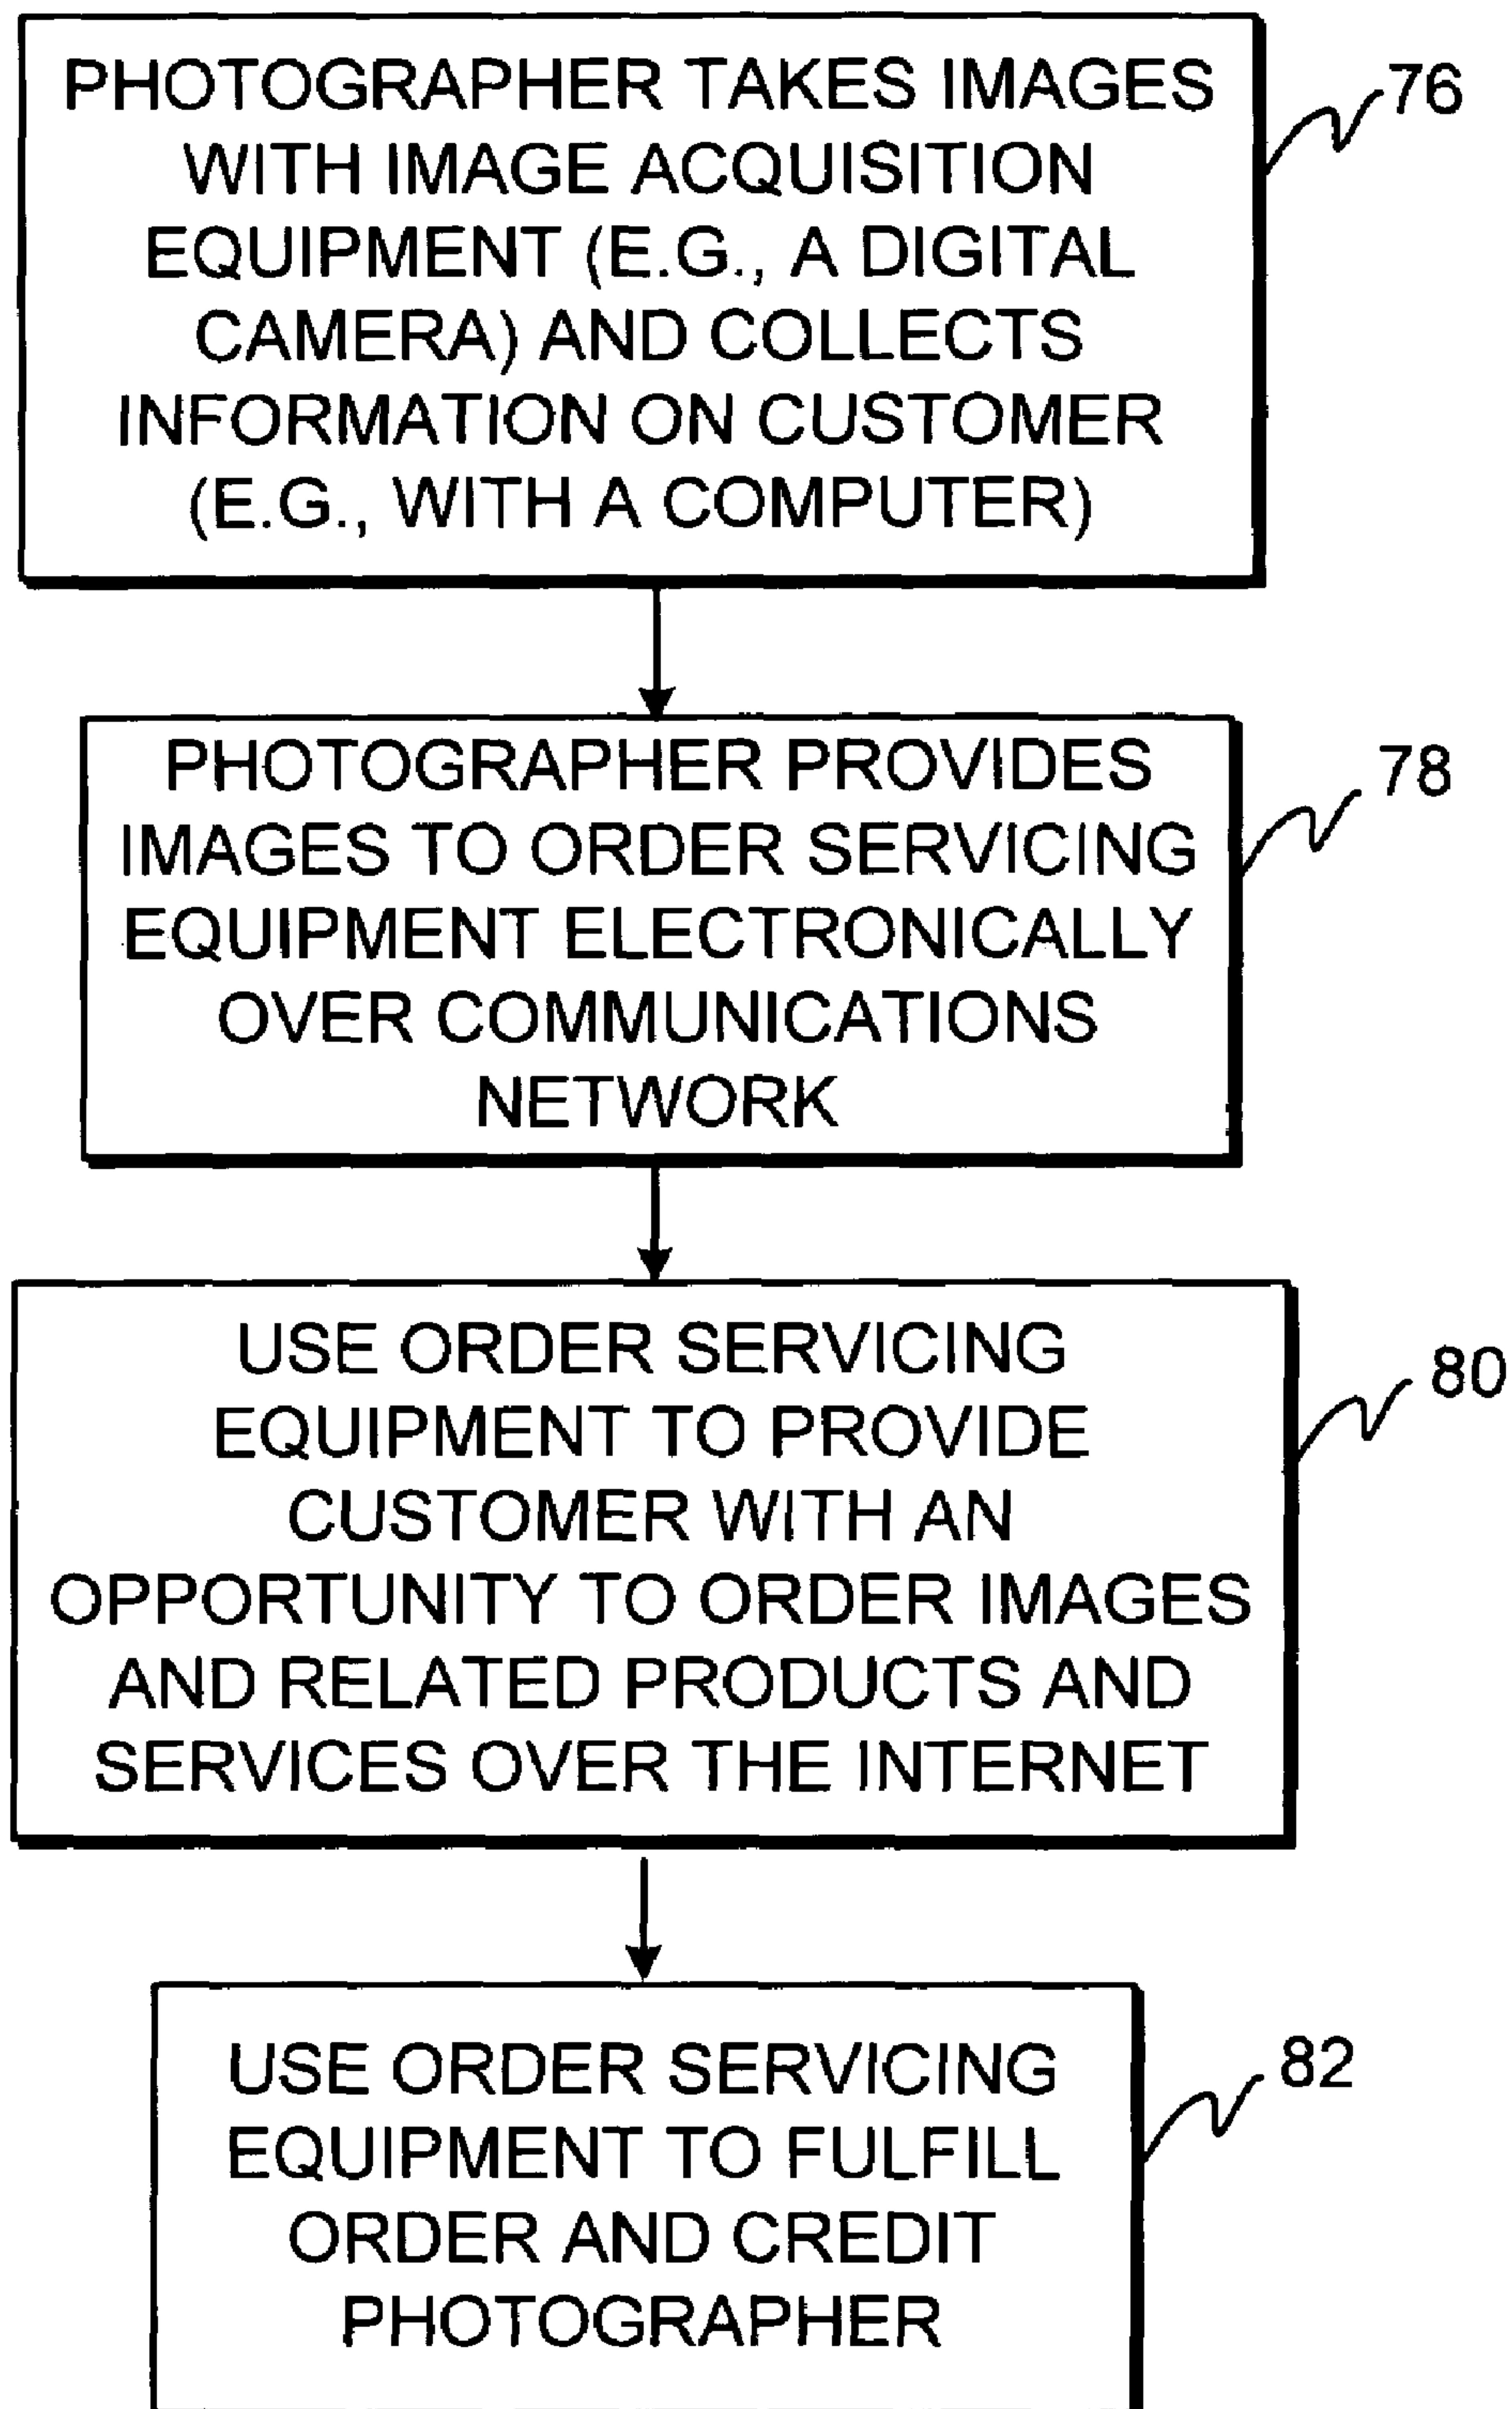 PHOTOGRAPHER TAKES IMAGES
WITH IMAGE ACQUISITION
EQUIPMENT (E.G., A DIGITAL
CAMERA) AND COLLECTS
INFORMATION ON CUSTOMER
(E.G., WITH A COMPUTER)
76
PHOTOGRAPHER PROVIDES
IMAGES TO ORDER SERVICING
EQUIPMENT ELECTRONICALLY
OVER COMMUNICATIONS
NETWORK
78
USE ORDER SERVICING
EQUIPMENT TO PROVIDE
CUSTOMER WITH AN
OPPORTUNITY TO ORDER IMAGES
AND RELATED PRODUCTS AND
SERVICES OVER THE INTERNET
80
USE ORDER SERVICING
EQUIPMENT TO FULFILL
ORDER AND CREDIT
PHOTOGRAPHER
82